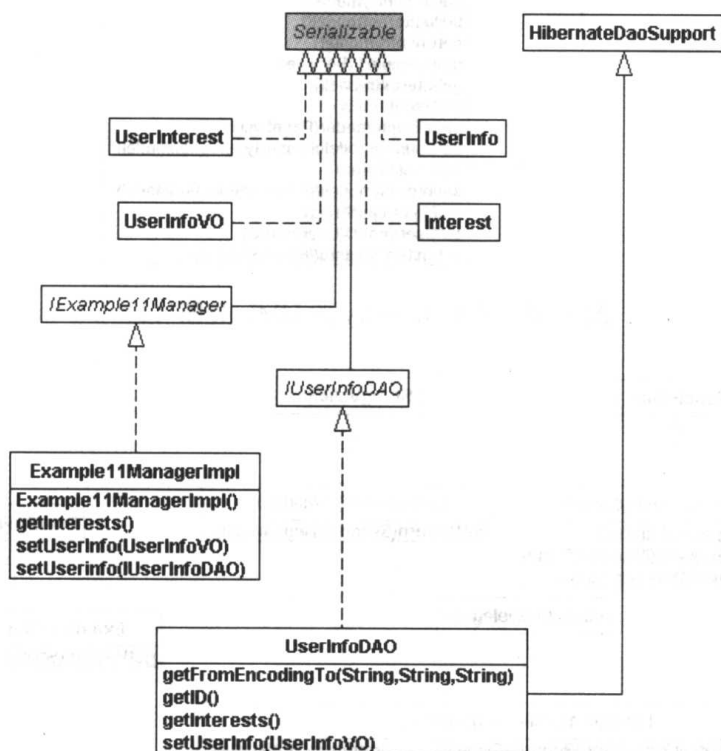 Serializable
HibernateDaoSupport
UserInterest
UserInfo
UserInfoVO
Interest
IExample11Manager
IUserInfoDAO
Example11ManagerImpl
Example11ManagerImpl()
getInterests()
setUserInfo(UserInfoVO)
setUserinfo(IUserInfoDAO)
UserInfoDAO
getFromEncodingTo(String,String,String)
getID()
getInterests()
setUserInfo(UserInfoVO)